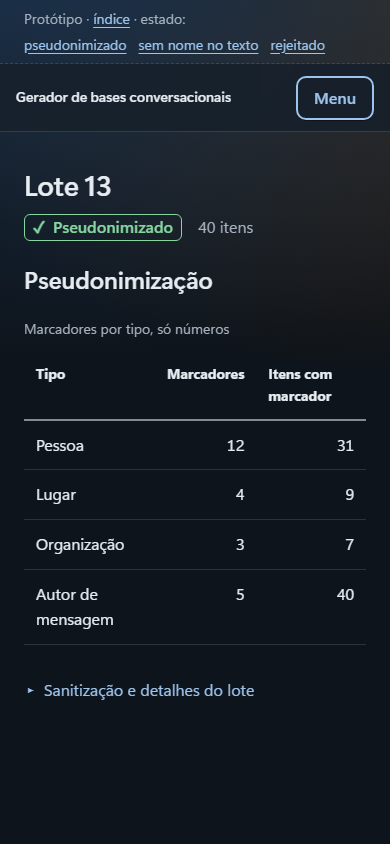 Protótipo · índice · estado:
pseudonimizado sem nome no texto rejeitado
Gerador de bases conversacionais
Menu
Lote 13
✓ Pseudonimizado 40 itens
Pseudonimização
Marcadores por tipo, só números
Tipo Marcadores Itens com marcador
Pessoa 12 31
Lugar 4 9
Organização 3 7
Autor de mensagem 5 40
▸ Sanitização e detalhes do lote